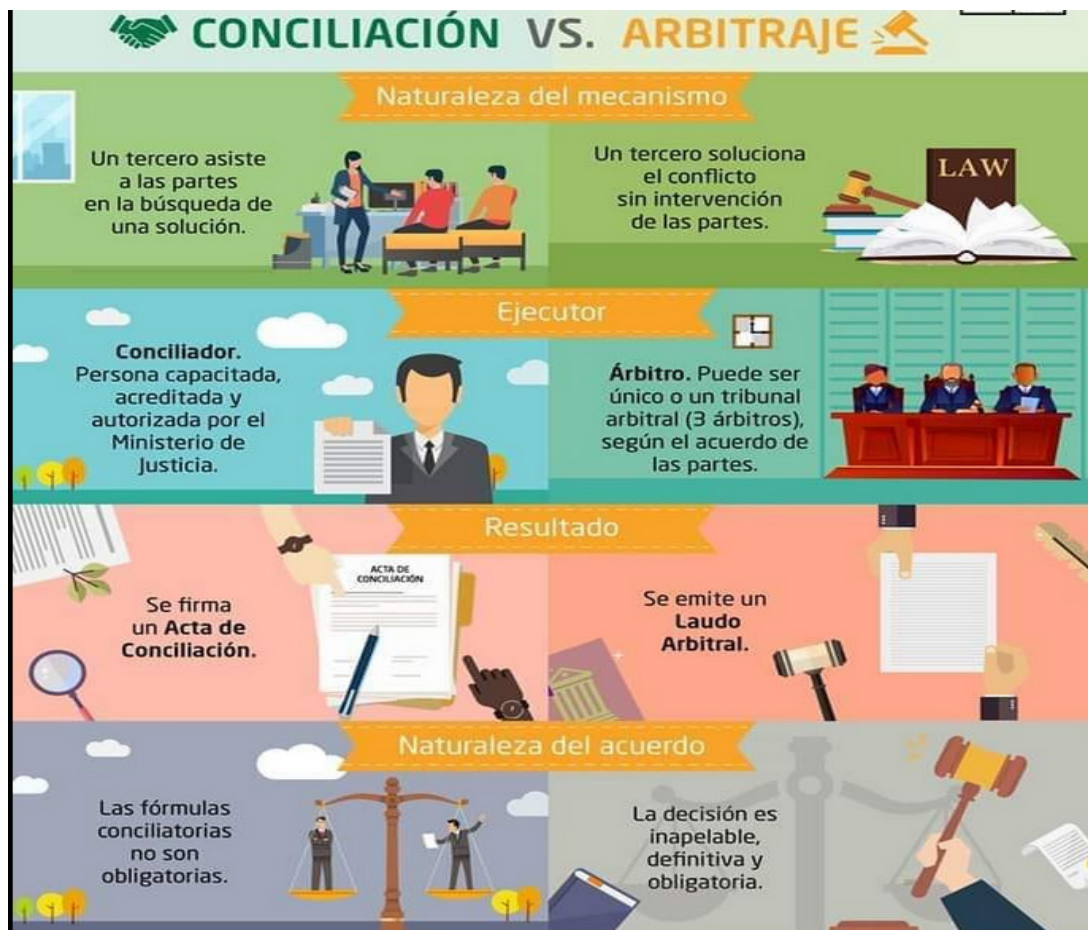 CONCILIACIÓN VS. ARBITRAJE
Naturaleza del mecanismo
Un tercero asiste
a las partes
en la búsqueda de
una solución.
Un tercero soluciona
el conflicto
sin intervención
de las partes.
LAW
Ejecutor
Conciliador.
Persona capacitada,
acreditada y
autorizada por el
Ministerio de
Justicia.
Árbitro. Puede ser
único o un tribunal
arbitral (3 árbitros),
según el acuerdo de
las partes.
Resultado
Se firma
un Acta de
Conciliación.
ACTA DE
CONCILIACIÓN
Se emite un
Laudo
Arbitral.
Naturaleza del acuerdo
Las fórmulas
conciliatorias
no son
obligatorias.
La decisión es
inapelable,
definitiva y
obligatoria.